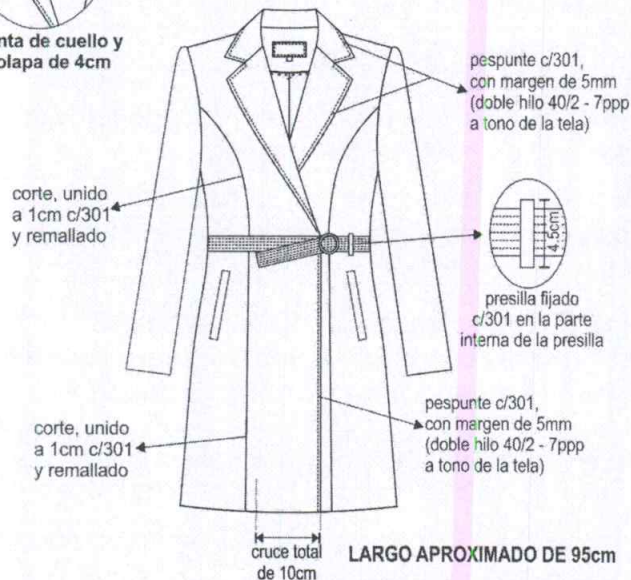 nta de cuello y
olapa de 4cm
pespunte c/301,
con margen de 5mm
(doble hilo 40/2 - 7ppp
a tono de la tela)
corte, unido
a 1cm c/301
y remallado
4.5cm
presilla fijado
c/301 en la parte
interna de la presilla
pespunte c/301,
con margen de 5mm
(doble hilo 40/2 - 7ppp
a tono de la tela)
corte, unido
a 1cm c/301
y remallado
cruce total
de 10cm
LARGO APROXIMADO DE 95cm